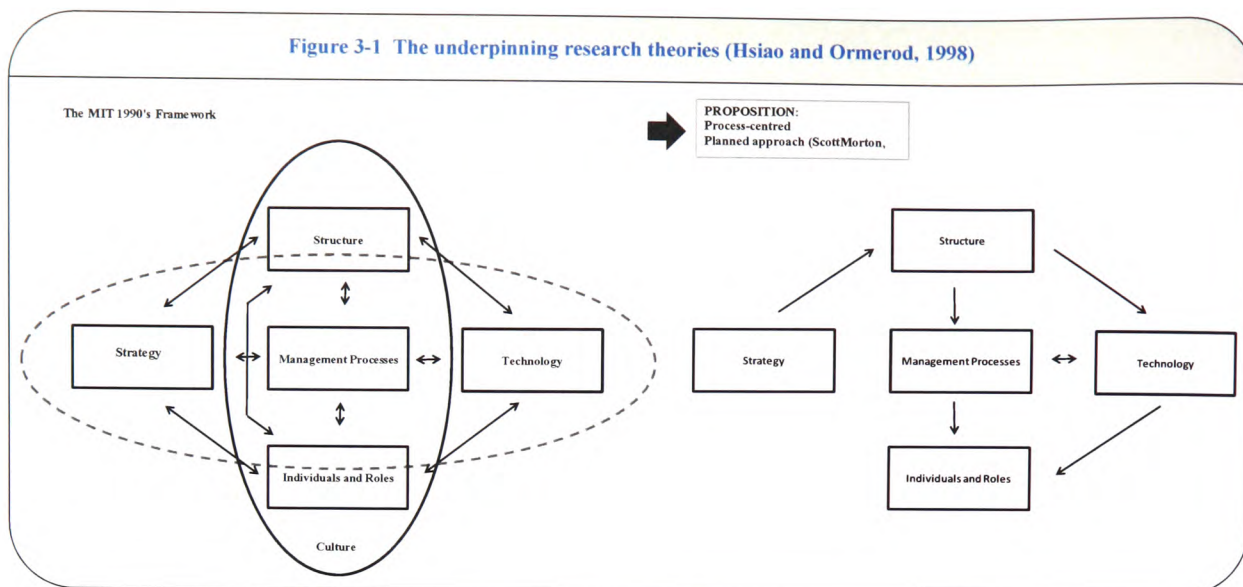 Figure 3-1 The underpinning research theories (Hsiao and Ormerod, 1998)
The MIT 1990's Framework
PROPOSITION:
Process-centred
Planned approach (ScottMorton,
Structure
Strategy
Management Processes
Technology
Individuals and Roles
Culture
Structure
Strategy
Management Processes
Technology
Individuals and Roles